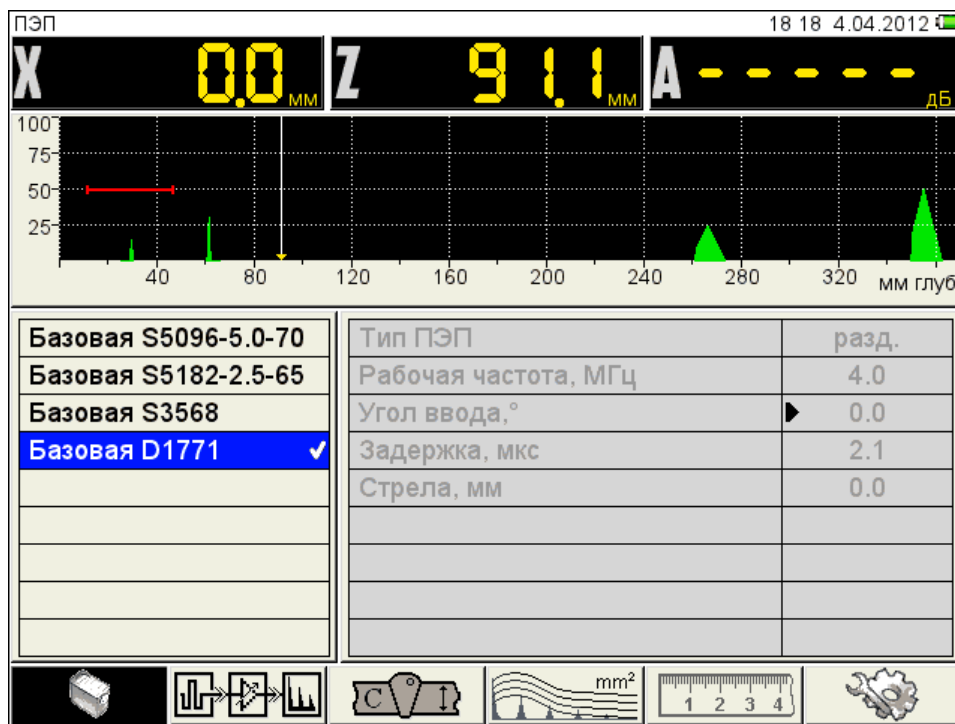 ПЭП 18 18 4.04.2012
X 0.0 мм Z 91.1 мм A - - - - - дБ
100
75
50
25
40 80 120 160 200 240 280 320 мм глуб
Базовая S5096-5.0-70
Базовая S5182-2.5-65
Базовая S3568
Базовая D1771
Тип ПЭП разд.
Рабочая частота, МГц 4.0
Угол ввода,° 0.0
Задержка, мкс 2.1
Стрела, мм 0.0
C mm² 1 2 3 4